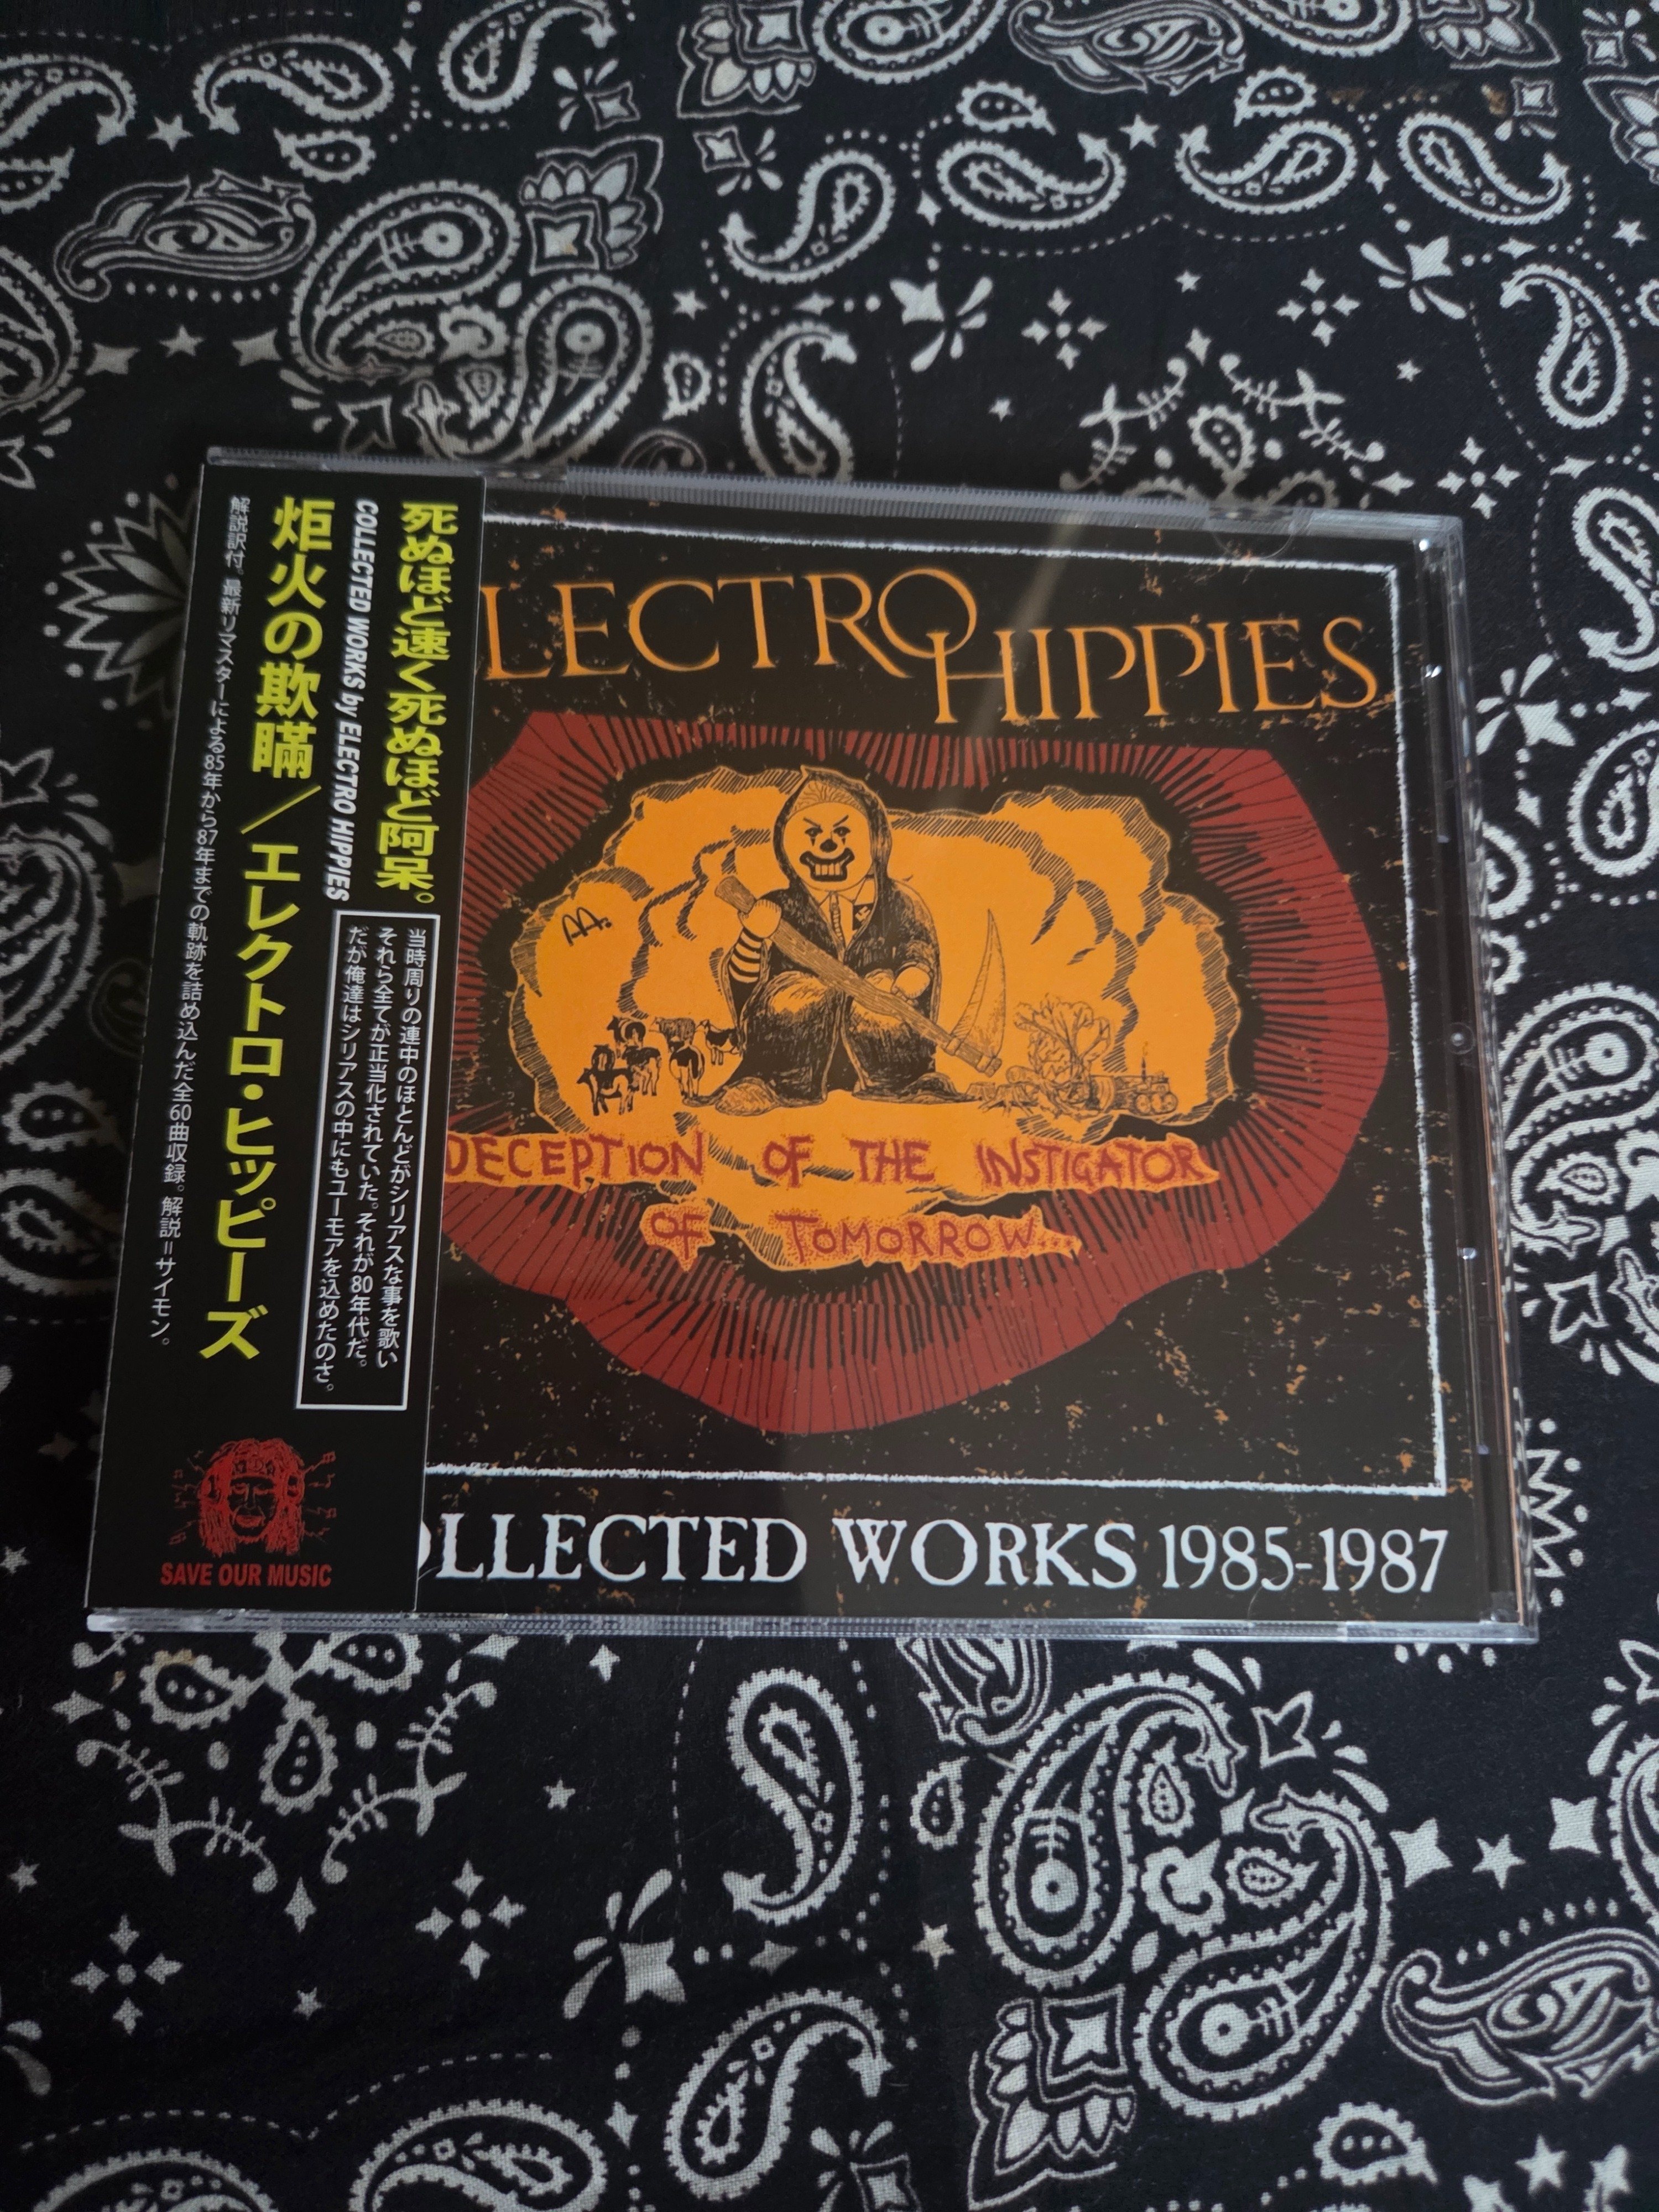 死ぬほど速く死ぬほど阿呆。
COLLECTED WORKS by ELECTRO HIPPIES
当時周りの連中のほとんどがシリアスな事を歌い
それら全てが正当化されていた。それが80年代だ。
だが俺達はシリアスの中にもユーモアを込めたのさ。
炬火の欺瞞／エレクトロ・ヒッピーズ
解説訳付。最新リマスターによる85年から87年までの軌跡を詰め込んだ全60曲収録。解説=サイモン。
SAVE OUR MUSIC
LECTRO
HIPPIES
A.A.
DECEPTION OF THE INSTIGATOR
OF TOMORROW...
OLLECTED WORKS 1985-1987